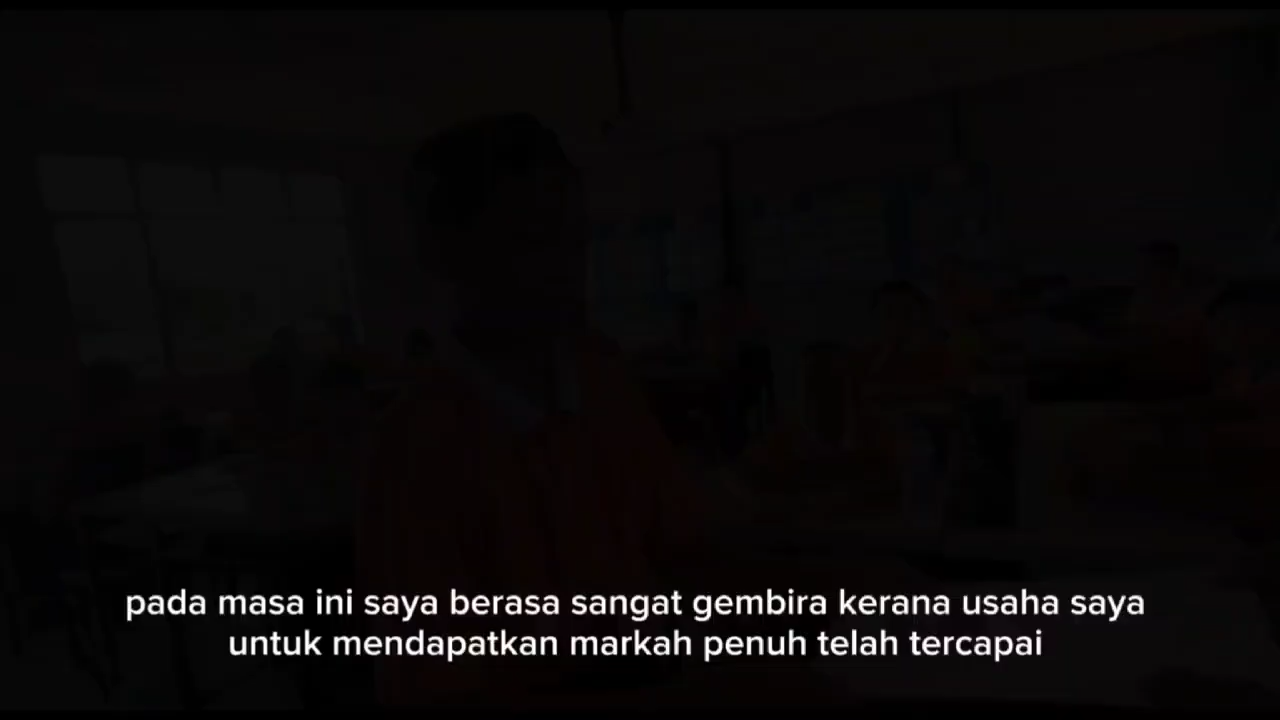 pada masa ini saya berasa sangat gembira kerana usaha saya
untuk mendapatkan markah penuh telah tercapai